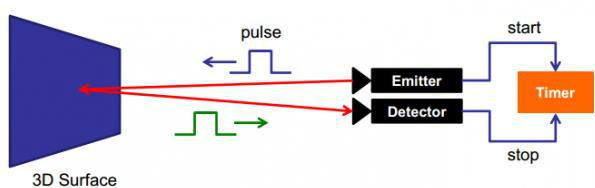 pulse
start
Emitter
Timer
Detector
stop
3D Surface